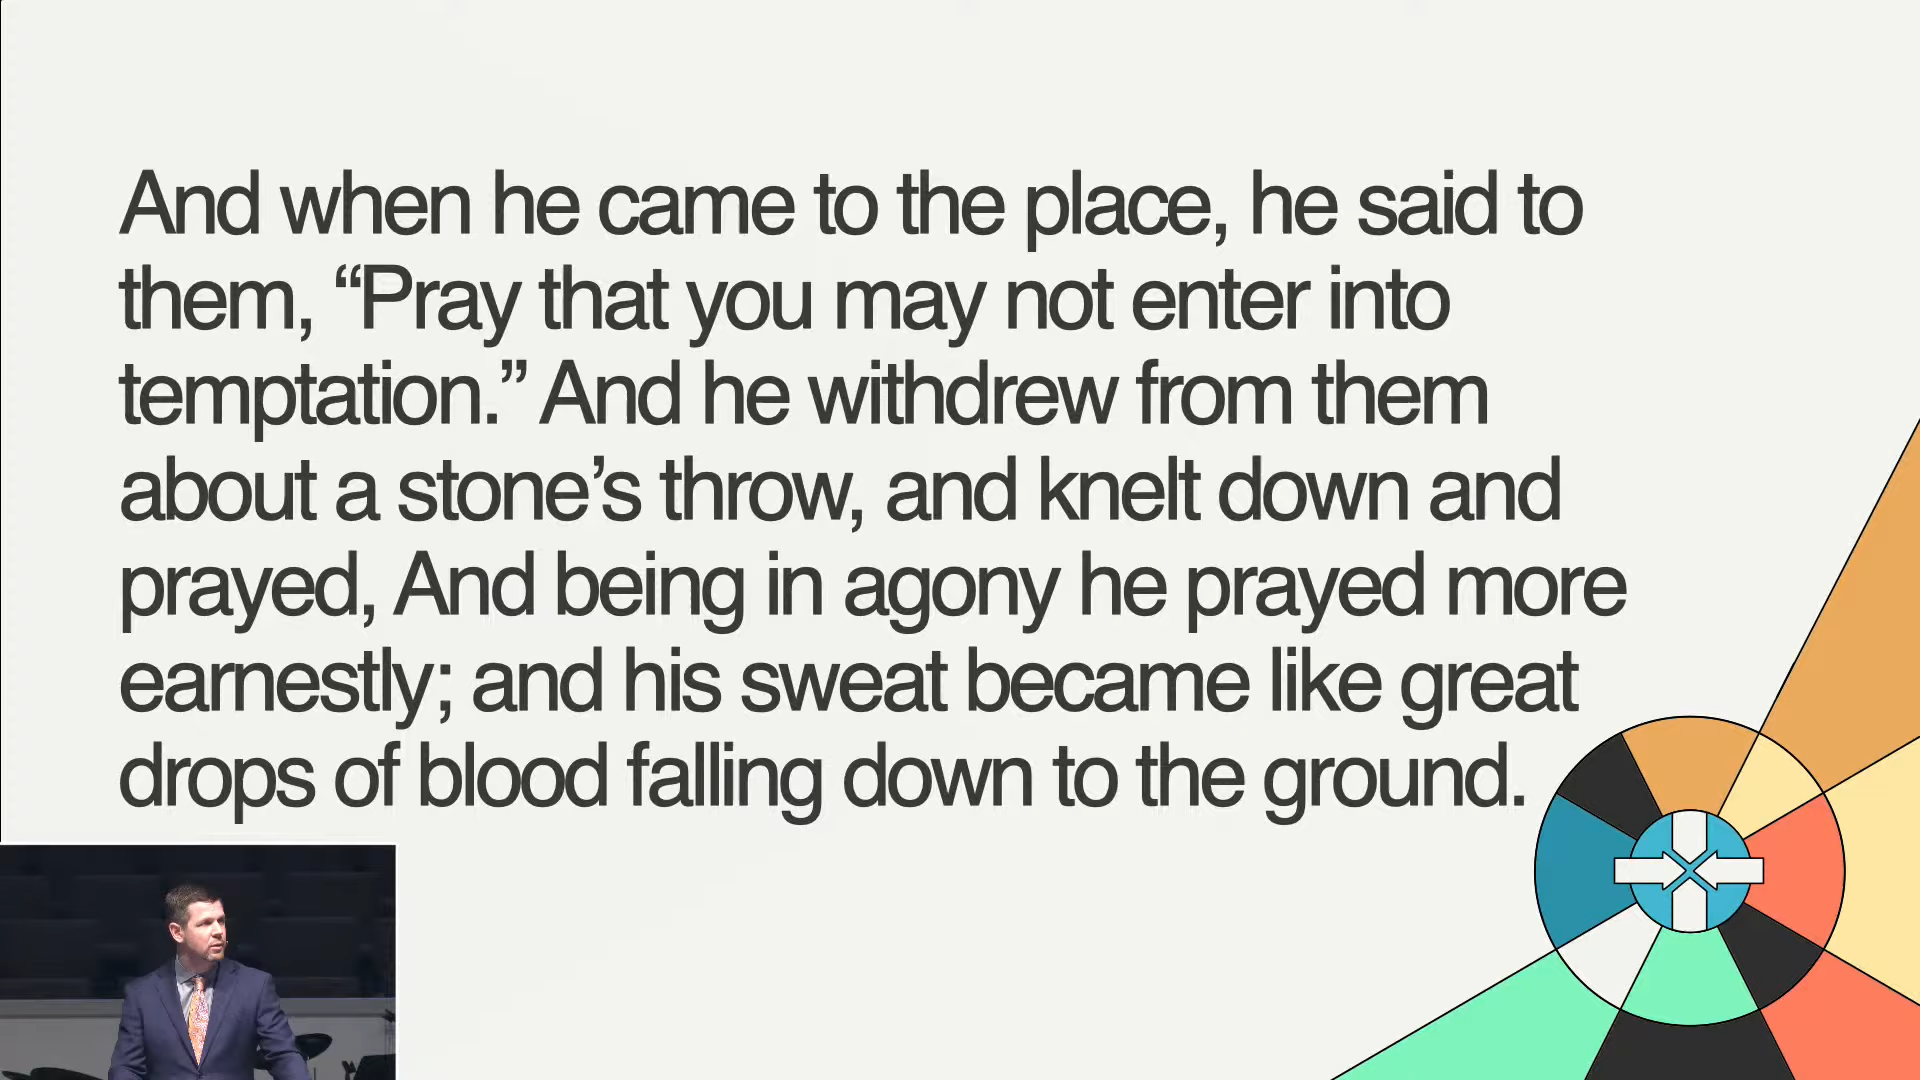 And when he came to the place, he said to
them, “Pray that you may not enter into
temptation.” And he withdrew from them
about a stone’s throw, and knelt down and
prayed, And being in agony he prayed more
earnestly; and his sweat became like great
drops of blood falling down to the ground.